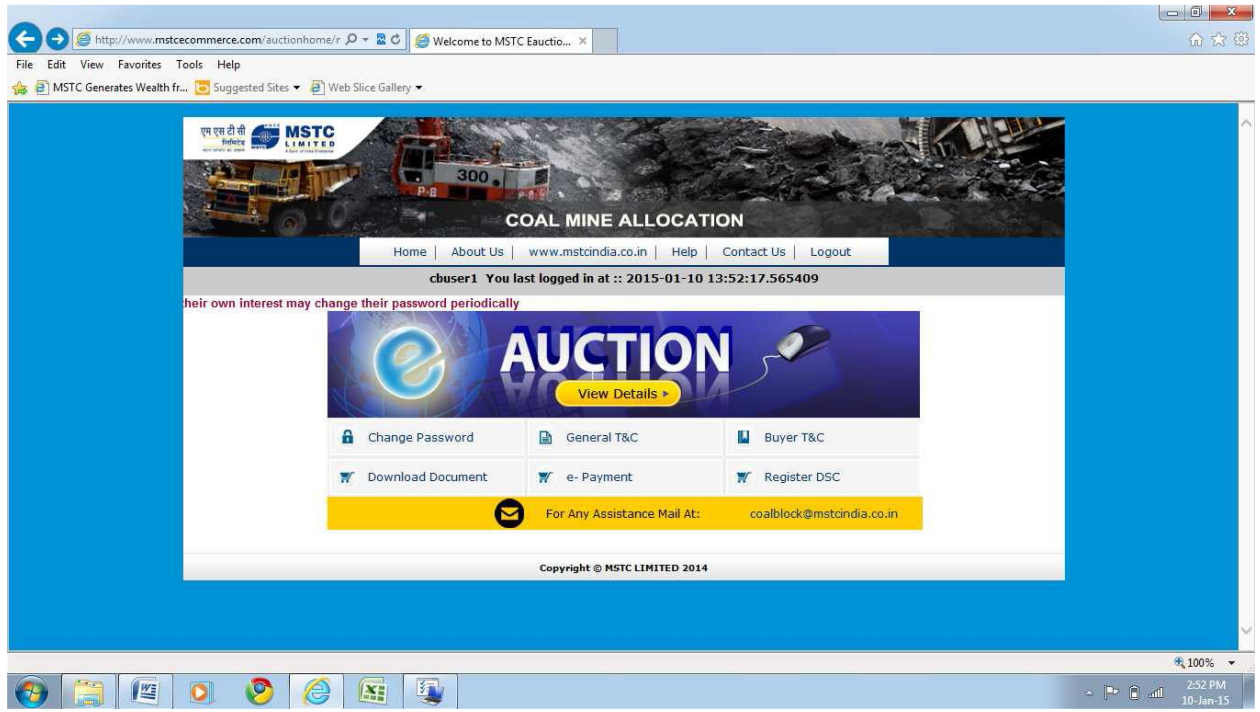 http://www.mstcecommerce.com/auctionhome/r
Welcome to MSTC Eauctio...
File Edit View Favorites Tools Help
MSTC Generates Wealth fr... Suggested Sites Web Slice Gallery
एम एस टी सी
लिमिटेड
MSTC
LIMITED
300
P-8
COAL MINE ALLOCATION
Home | About Us | www.mstcindia.co.in | Help | Contact Us | Logout
cbuser1 You last logged in at :: 2015-01-10 13:52:17.565409
their own interest may change their password periodically
e AUCTION
View Details
Change Password General T&C Buyer T&C
Download Document e- Payment Register DSC
For Any Assistance Mail At: coalblock@mstcindia.co.in
Copyright © MSTC LIMITED 2014
100%
2:52 PM
10-Jan-15